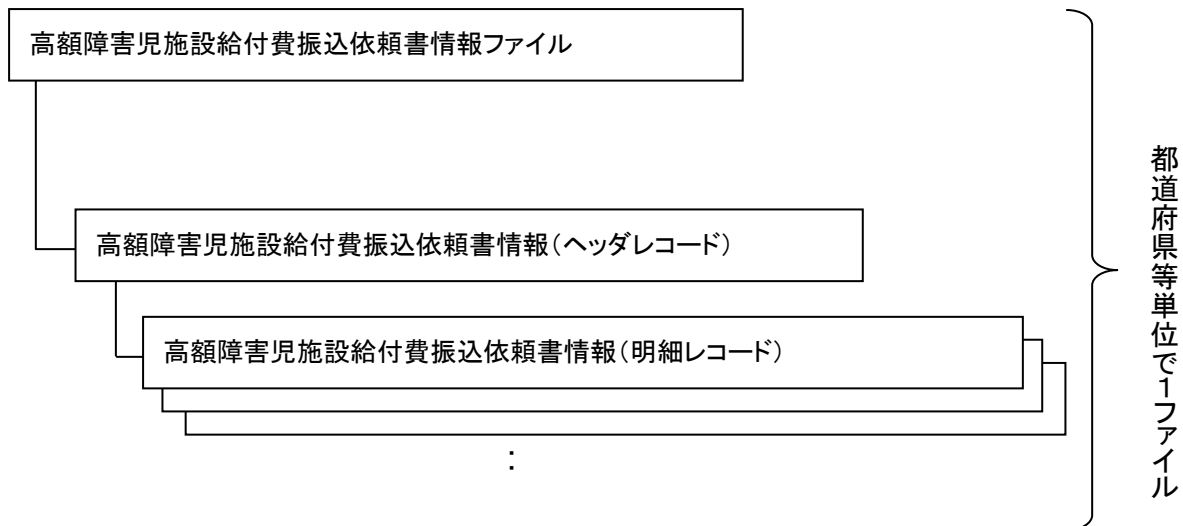 高額障害児施設給付費振込依頼書情報ファイル
高額障害児施設給付費振込依頼書情報（ヘッダレコード）
高額障害児施設給付費振込依頼書情報（明細レコード）
：
都道府県等単位で１ファイル